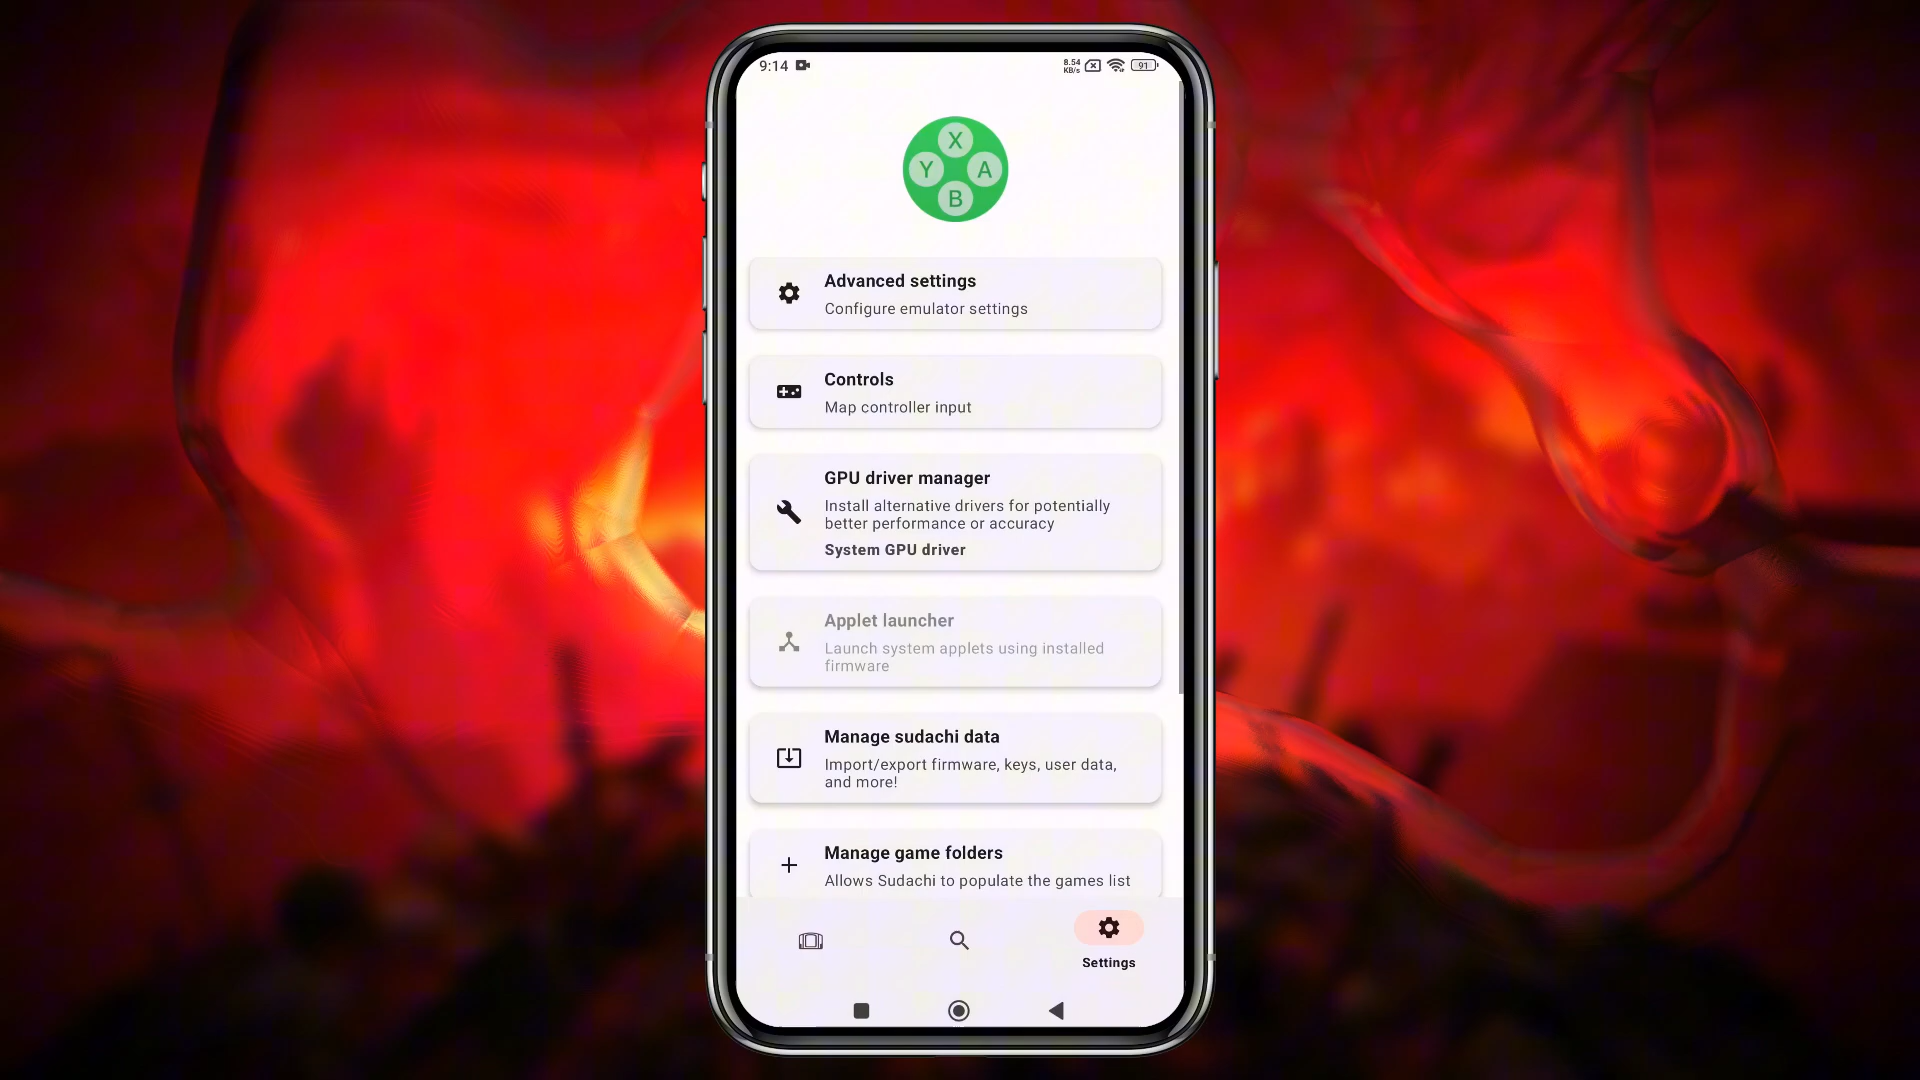 9:14
8.54
KB/s
91
X
Y
A
B
Advanced settings
Configure emulator settings
Controls
Map controller input
GPU driver manager
Install alternative drivers for potentially
better performance or accuracy
System GPU driver
Applet launcher
Launch system applets using installed
firmware
Manage sudachi data
Import/export firmware, keys, user data,
and more!
Manage game folders
Allows Sudachi to populate the games list
Settings